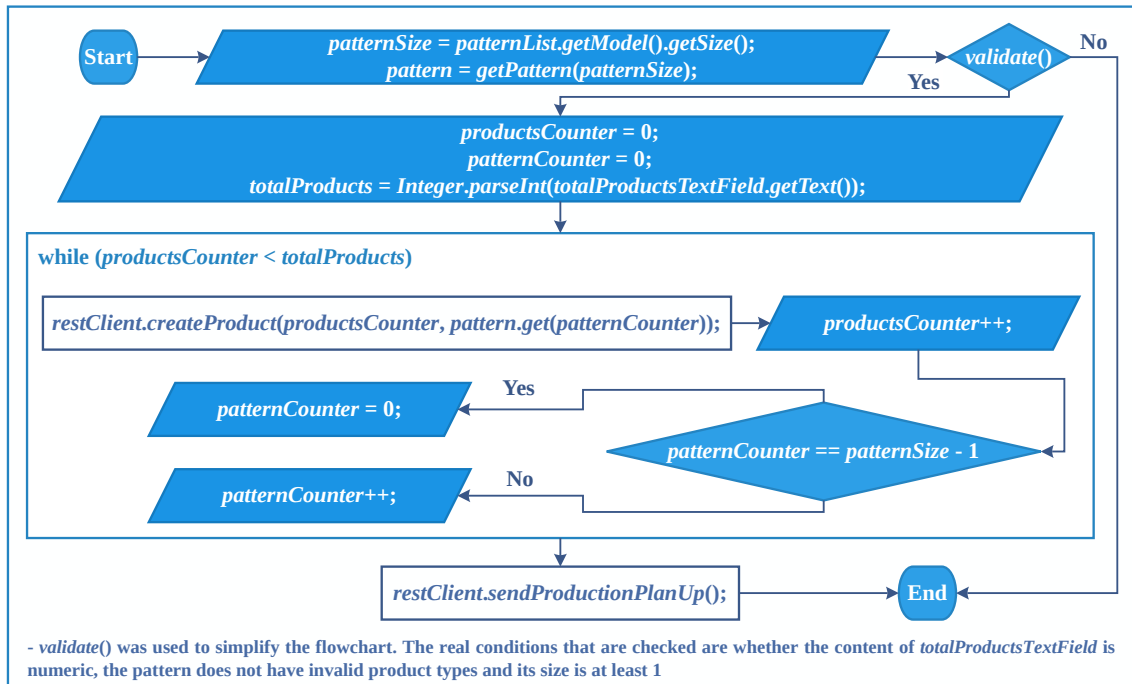 Start
patternSize = patternList.getModel().getSize();
pattern = getPattern(patternSize);
validate()
No
Yes
productsCounter = 0;
patternCounter = 0;
totalProducts = Integer.parseInt(totalProductsTextField.getText());
while (productsCounter < totalProducts)
restClient.createProduct(productsCounter, pattern.get(patternCounter));
productsCounter++;
Yes
patternCounter = 0;
patternCounter == patternSize - 1
No
patternCounter++;
restClient.sendProductionPlanUp();
End
- validate() was used to simplify the flowchart. The real conditions that are checked are whether the content of totalProductsTextField is
numeric, the pattern does not have invalid product types and its size is at least 1